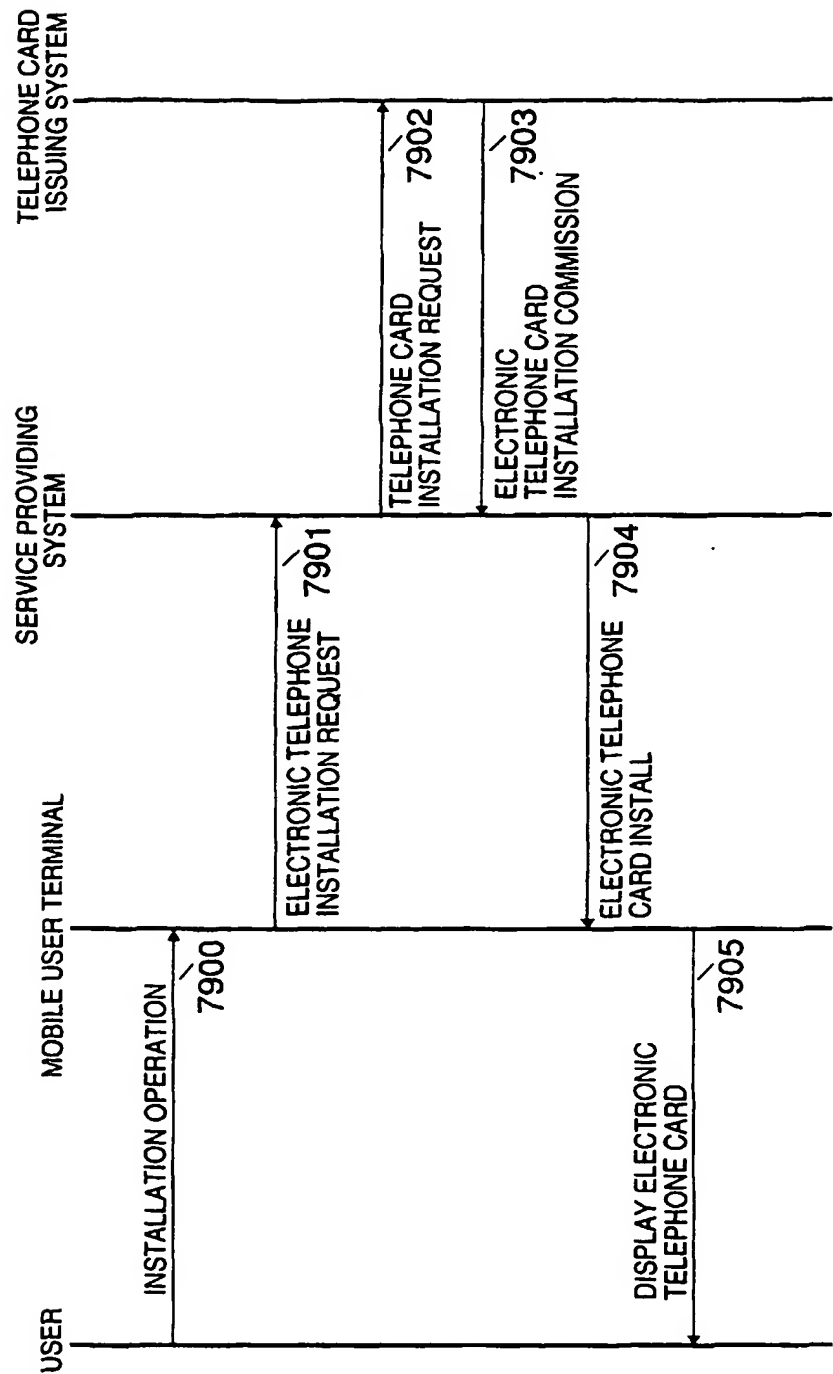 USER
MOBILE USER TERMINAL
SERVICE PROVIDING
SYSTEM
TELEPHONE CARD
ISSUING SYSTEM
INSTALLATION OPERATION
7900
ELECTRONIC TELEPHONE
INSTALLATION REQUEST
7901
TELEPHONE CARD
INSTALLATION REQUEST
7902
ELECTRONIC
TELEPHONE CARD
INSTALLATION COMMISSION
7903
ELECTRONIC TELEPHONE
CARD INSTALL
7904
DISPLAY ELECTRONIC
TELEPHONE CARD
7905